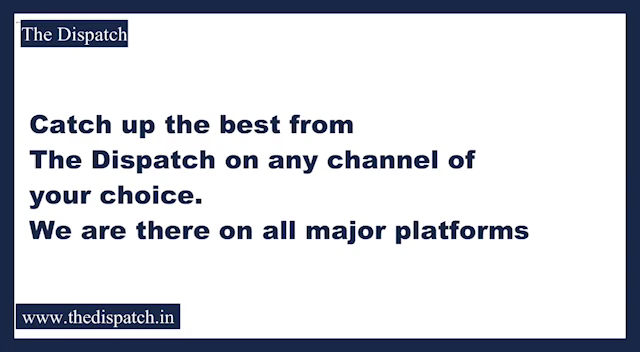 The Dispatch
Catch up the best from
The Dispatch on any channel of
your choice.
We are there on all major platforms
www.thedispatch.in